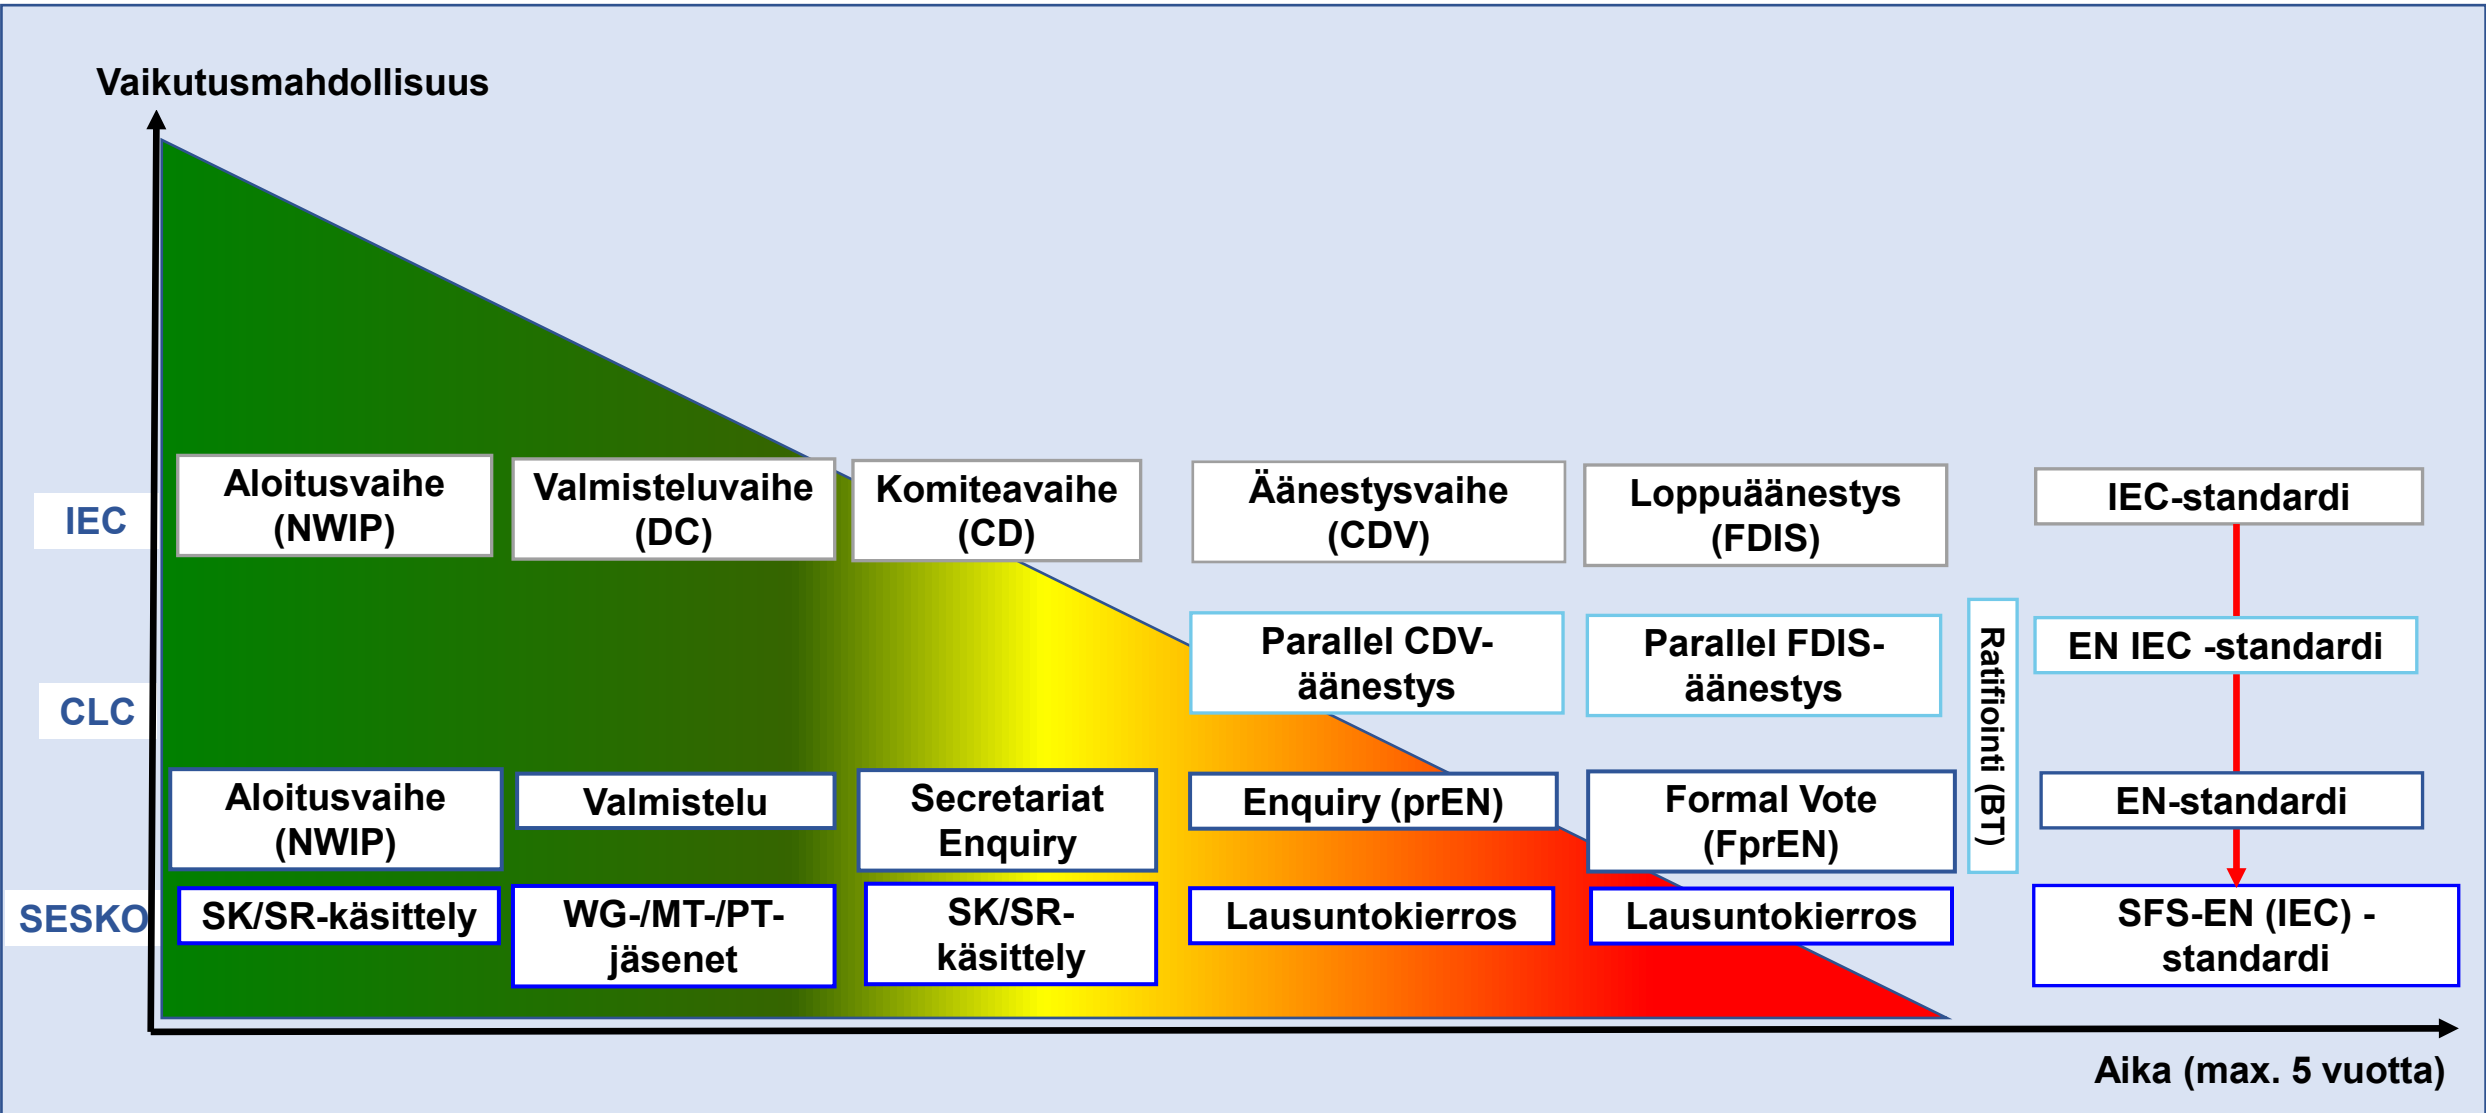 Vaikutusmahdollisuus
IEC
Aloitusvaihe
(NWIP)
Valmisteluvaihe
(DC)
Komiteavaihe
(CD)
Äänestysvaihe
(CDV)
Loppuäänestys
(FDIS)
IEC-standardi
CLC
Parallel CDV-
äänestys
Parallel FDIS-
äänestys
Ratifiointi (BT)
EN IEC -standardi
Aloitusvaihe
(NWIP)
Valmistelu
Secretariat
Enquiry
Enquiry (prEN)
Formal Vote
(FprEN)
EN-standardi
SESKO
SK/SR-käsittely
WG-/MT-/PT-
jäsenet
SK/SR-
käsittely
Lausuntokierros
Lausuntokierros
SFS-EN (IEC) -
standardi
Aika (max. 5 vuotta)